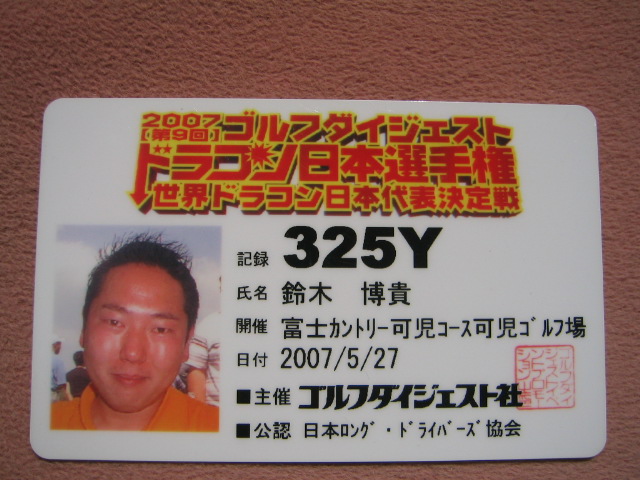 2007
[第9回]ゴルフダイジェスト
ドラコン日本選手権
世界ドラコン日本代表決定戦
記録 325Y
氏名 鈴木 博貴
開催 富士カントリー可児コース可児ゴルフ場
日付 2007/5/27
■主催 ゴルフダイジェスト社
■公認 日本ロング・ドライバーズ協会